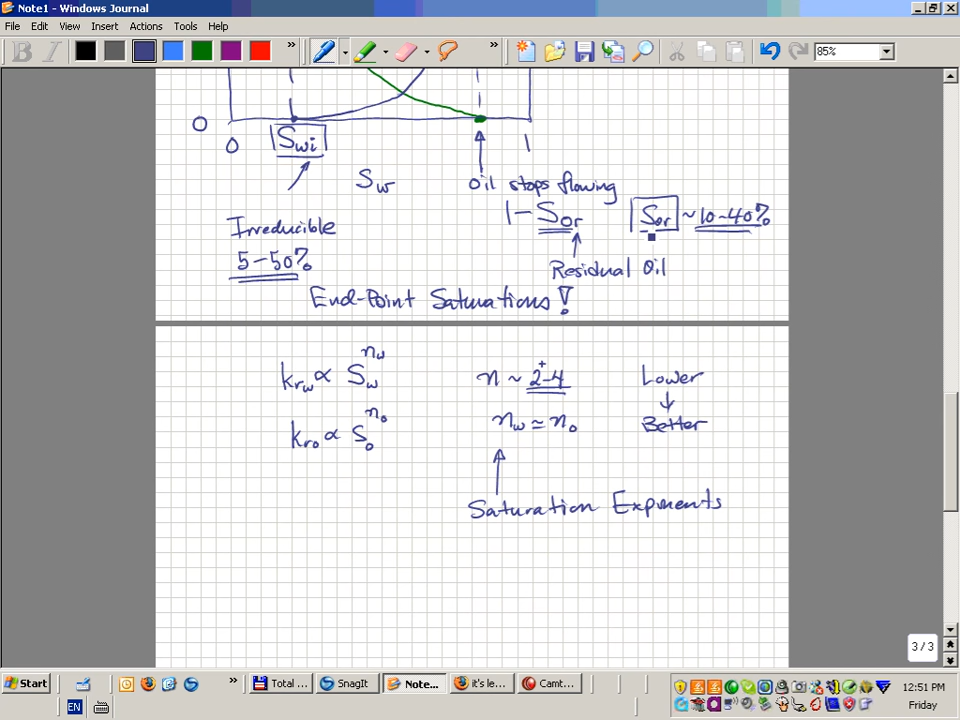 Note1 - Windows Journal
File Edit View Insert Actions Tools Help
B I 85%
0
0 Swi 1
Sw Oil stops flowing
1 - Sor Sor ~ 10-40%
Irreducible
5-50% Residual Oil
End-Point Saturations!
krw ∝ Sw^nw n ~ 2+-4 Lower
↓
kro ∝ So^no nw ≃ no Better
Saturation Exponents
3/3
Start Total ... SnagIt Note... it's le... Camt... 12:51 PM
EN Friday